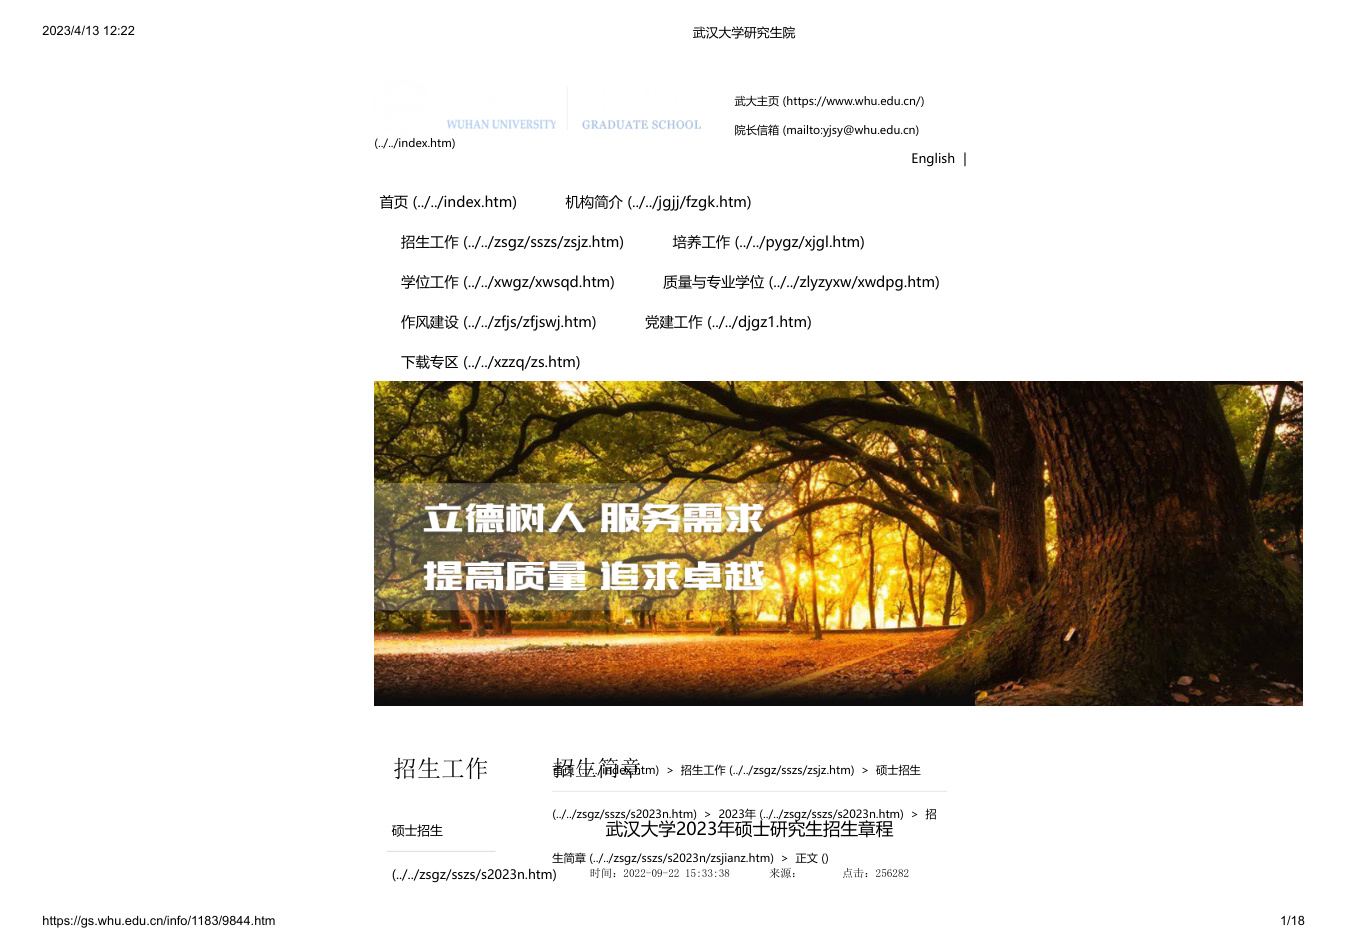 2023/4/13 12:22
武汉大学研究生院
武大主页 (https://www.whu.edu.cn/)
WUHAN UNIVERSITY
GRADUATE SCHOOL
院长信箱 (mailto:yjsy@whu.edu.cn)
(../../index.htm)
English |
首页 (../../index.htm)
机构简介 (../../jgjj/fzgk.htm)
招生工作 (../../zsgz/sszs/zsjz.htm)
培养工作 (../../pygz/xjgl.htm)
学位工作 (../../xwgz/xwsqd.htm)
质量与专业学位 (../../zlyzyxw/xwdpg.htm)
作风建设 (../../zfjs/zfjswj.htm)
党建工作 (../../djgz1.htm)
下载专区 (../../xzzq/zs.htm)
立德树人 服务需求
提高质量 追求卓越
招生工作
招生简章
首页 (../../index.htm) > 招生工作 (../../zsgz/sszs/zsjz.htm) > 硕士招生
(../../zsgz/sszs/s2023n.htm) > 2023年 (../../zsgz/sszs/s2023n.htm) > 招
硕士招生
武汉大学2023年硕士研究生招生章程
生简章 (../../zsgz/sszs/s2023n/zsjianz.htm) > 正文 ()
(../../zsgz/sszs/s2023n.htm)
时间：2022-09-22 15:33:38 来源： 点击：256282
https://gs.whu.edu.cn/info/1183/9844.htm
1/18